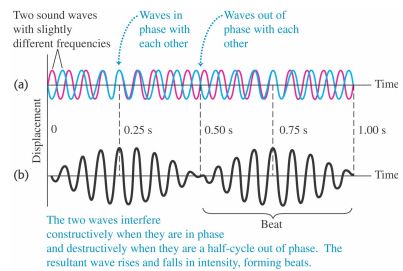 Two sound waves
with slightly
different frequencies
Waves in
phase with
each other
Waves out of
phase with each
other
(a)
Time
Displacement
0
0.25 s
0.50 s
0.75 s
1.00 s
(b)
Time
Beat
The two waves interfere
constructively when they are in phase
and destructively when they are a half-cycle out of phase. The
resultant wave rises and falls in intensity, forming beats.